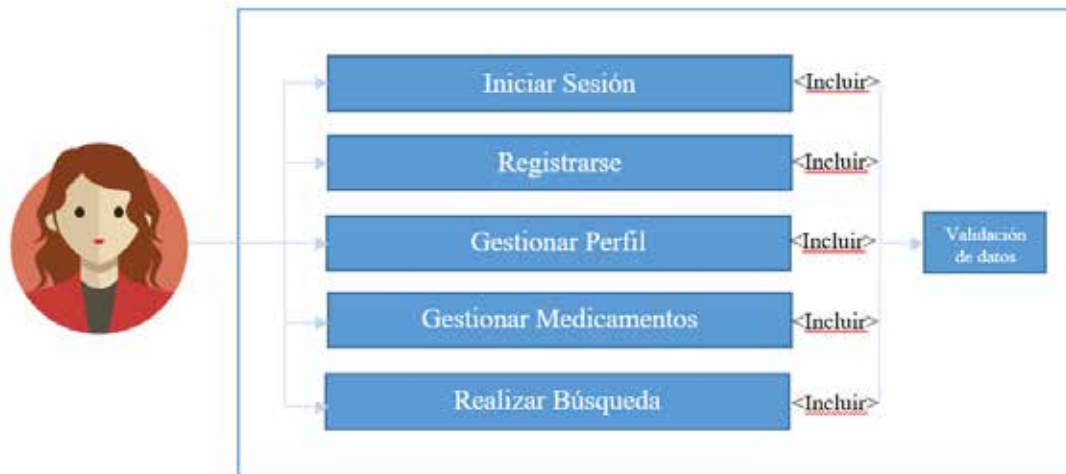 Iniciar Sesión <Incluir>
Registrarse <Incluir>
Gestionar Perfil <Incluir>
Validación
de datos
Gestionar Medicamentos <Incluir>
Realizar Búsqueda <Incluir>